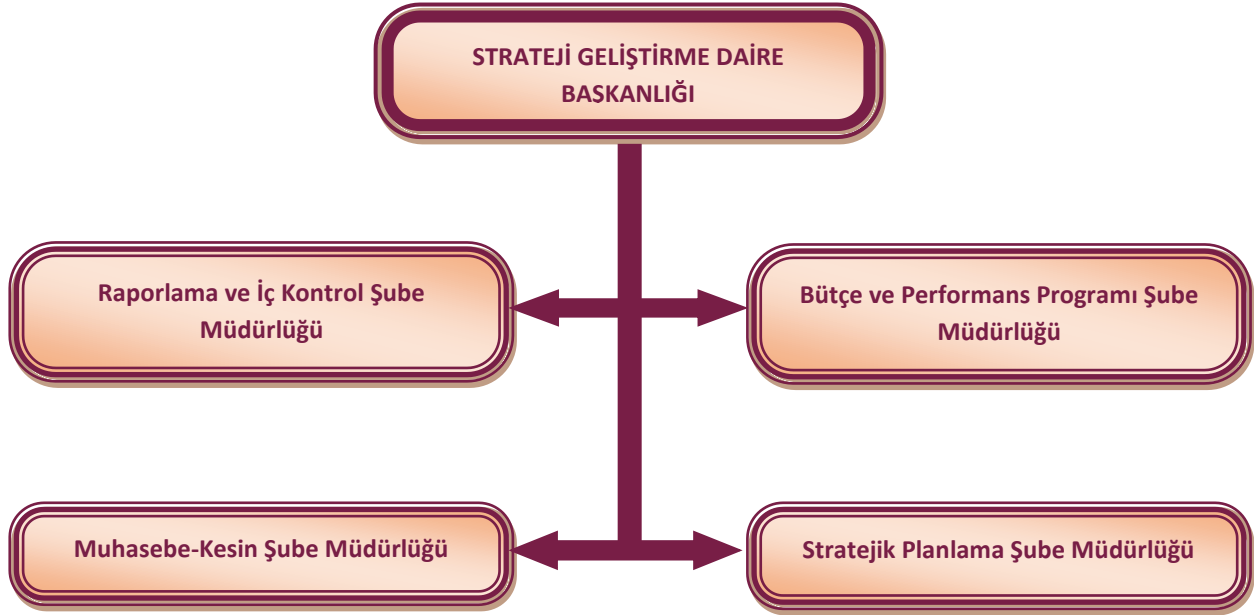 STRATEJİ GELİŞTİRME DAİRE
BASKANLIĞI
Raporlama ve İç Kontrol Şube
Müdürlüğü
Bütçe ve Performans Programı Şube
Müdürlüğü
Muhasebe-Kesin Şube Müdürlüğü
Stratejik Planlama Şube Müdürlüğü